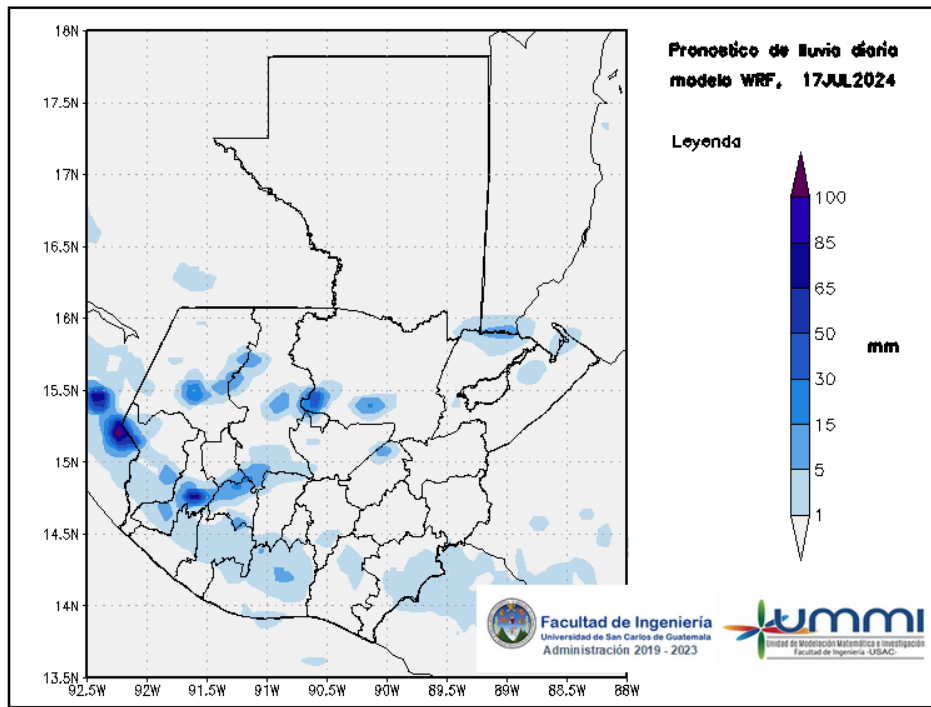 Pronostico de lluvia diaria
modelo WRF, 17JUL2024
Leyenda
100
85
65
50
30
15
5
1
mm
18N
17.5N
17N
16.5N
16N
15.5N
15N
14.5N
14N
13.5N
92.5W 92W 91.5W 91W 90.5W 90W 89.5W 89W 88.5W 88W
Facultad de Ingeniería
Universidad de San Carlos de Guatemala
Administración 2019 - 2023
ummi
Unidad de Modelación Matemática e Investigación
Facultad de Ingeniería -USAC-